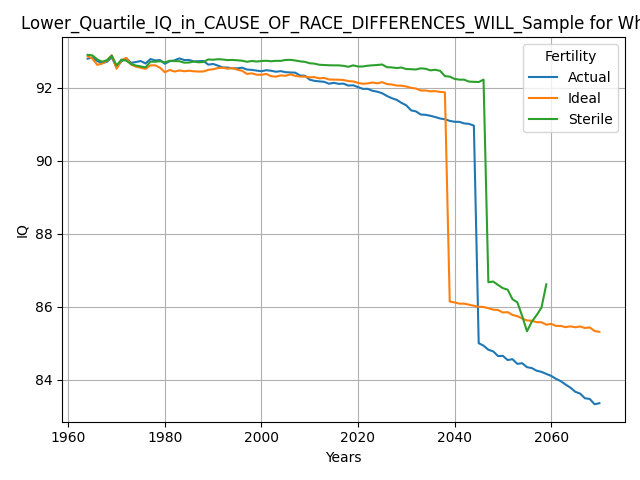 Lower_Quartile_IQ_in_CAUSE_OF_RACE_DIFFERENCES_WILL_Sample for Wh
Fertility
Actual
Ideal
Sterile
92
90
88
86
84
IQ
1960
1980
2000
2020
2040
2060
Years